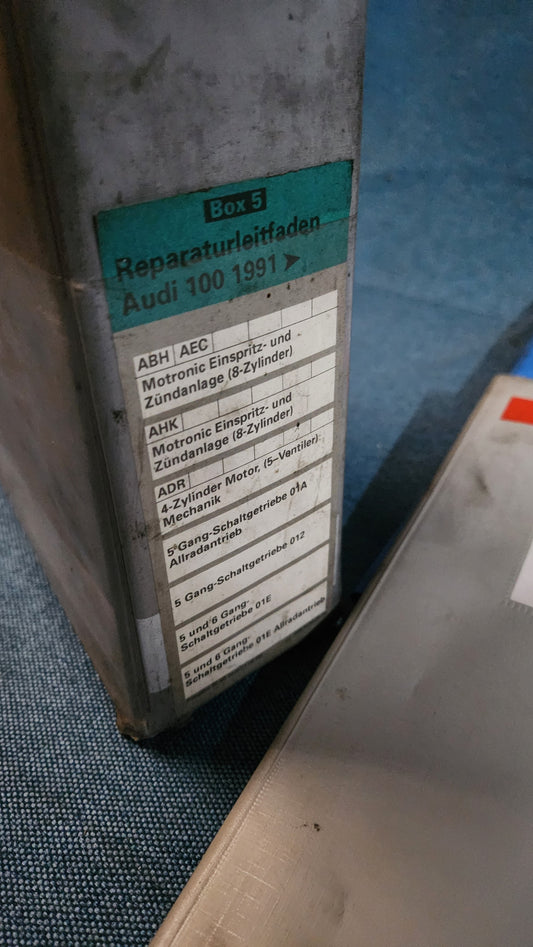 Box 5
Reparaturleitfaden
Audi 100 1991 ➤
ABH AEC
Motronic Einspritz- und
Zündanlage (8-Zylinder)
AHK
Motronic Einspritz- und
Zündanlage (8-Zylinder)
ADR
4-Zylinder Motor, (5-Ventiler)
Mechanik
5 Gang-Schaltgetriebe 01A
Allradantrieb
5 Gang-Schaltgetriebe 012
5 und 6 Gang-
Schaltgetriebe 01E
5 und 6 Gang-
Schaltgetriebe 01E Allradantrieb